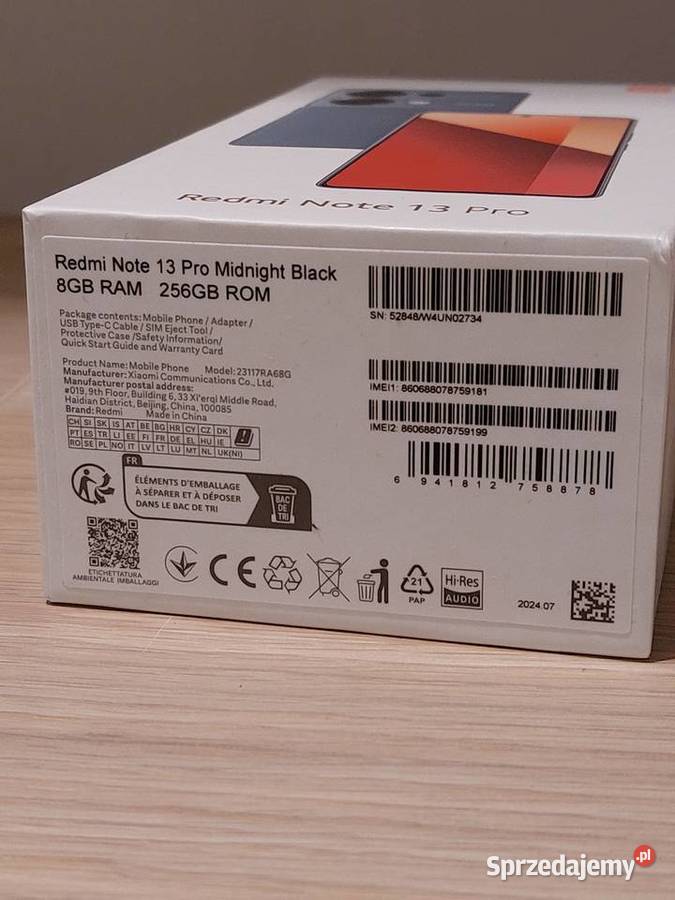 Redmi Note 13 Pro
Redmi Note 13 Pro Midnight Black
8GB RAM 256GB ROM
Package contents: Mobile Phone / Adapter /
USB Type-C Cable / SIM Eject Tool /
Protective Case /Safety Information/
Quick Start Guide and Warranty Card
Product Name: Mobile Phone Model: 23117RA68G
Manufacturer: Xiaomi Communications Co., Ltd.
Manufacturer postal address:
#019, 9th Floor, Building 6, 33 Xi'erqi Middle Road,
Haidian District, Beijing, China, 100085
Brand: Redmi Made in China
CH SI SK IS AT BE BG HR CY CZ DK
PT ES TR LI EE FI FR DE EL HU IE
RO SE PL NO IT LV LT LU MT NL UK(NI)
SN: 52848/W4UN02734
IMEI1: 860688078759181
IMEI2: 860688078759199
6 941812 758878
FR
ÉLÉMENTS D'EMBALLAGE
À SÉPARER ET À DÉPOSER
DANS LE BAC DE TRI
BAC
DE
TRI
ETICHETTATURA
AMBIENTALE IMBALLAGGI
CE
21
PAP
Hi-Res
AUDIO
2024.07
Sprzedajemy.pl